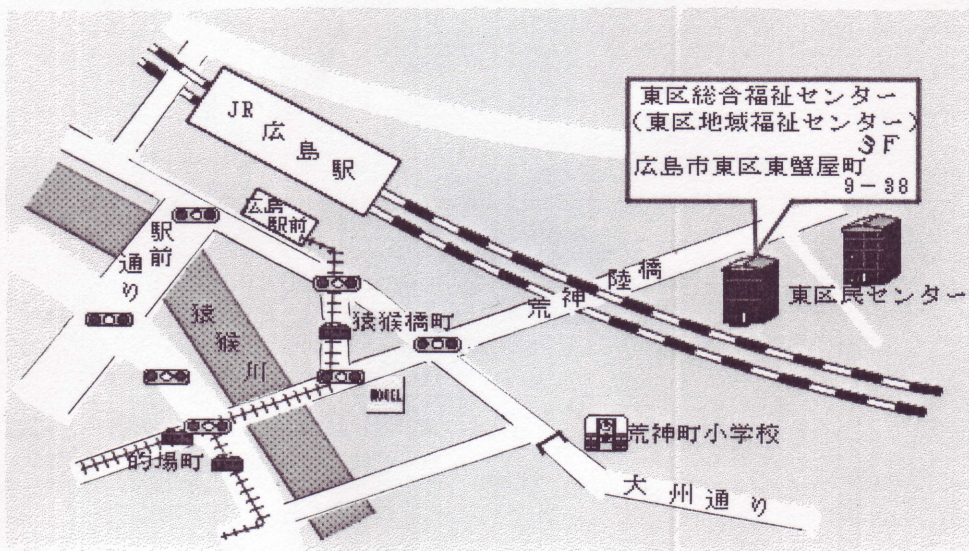 JR 広島駅
東区総合福祉センター
(東区地域福祉センター)
3F
広島市東区東蟹屋町
9-38
広島
駅前
駅前
通り
猿猴川
猿猴橋町
荒神陸橋
東区民センター
的場町
荒神町小学校
大州通り